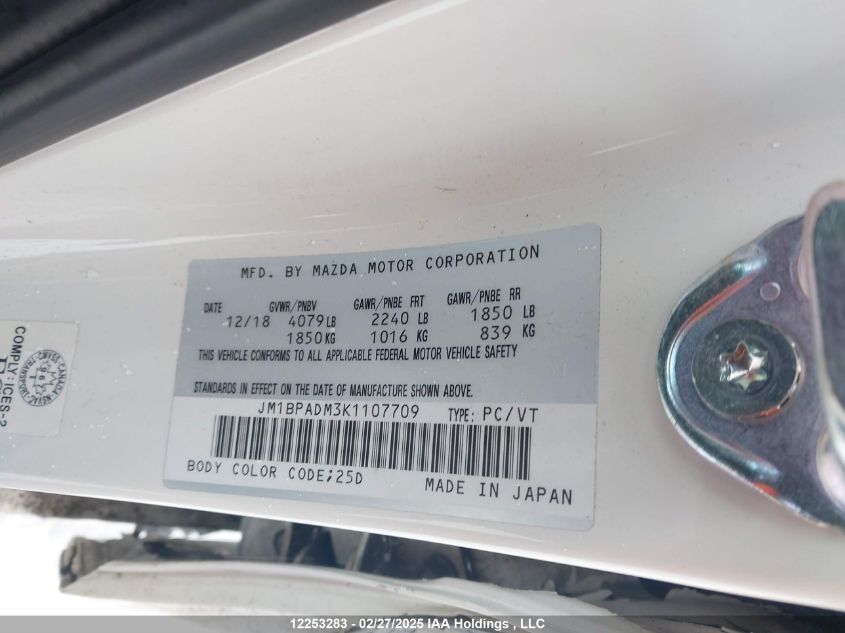 MFD. BY MAZDA MOTOR CORPORATION
DATE GVWR/PNBV GAWR/PNBE FRT GAWR/PNBE RR
12/18 4079LB 2240 LB 1850 LB
1850KG 1016 KG 839 KG
THIS VEHICLE CONFORMS TO ALL APPLICABLE FEDERAL MOTOR VEHICLE SAFETY
STANDARDS IN EFFECT ON THE DATE OF MANUFACTURE SHOWN ABOVE.
JM1BPADM3K1107709 TYPE: PC/VT
BODY COLOR CODE;25D MADE IN JAPAN
COMPLY:
12253283 - 02/27/2025 IAA Holdings , LLC